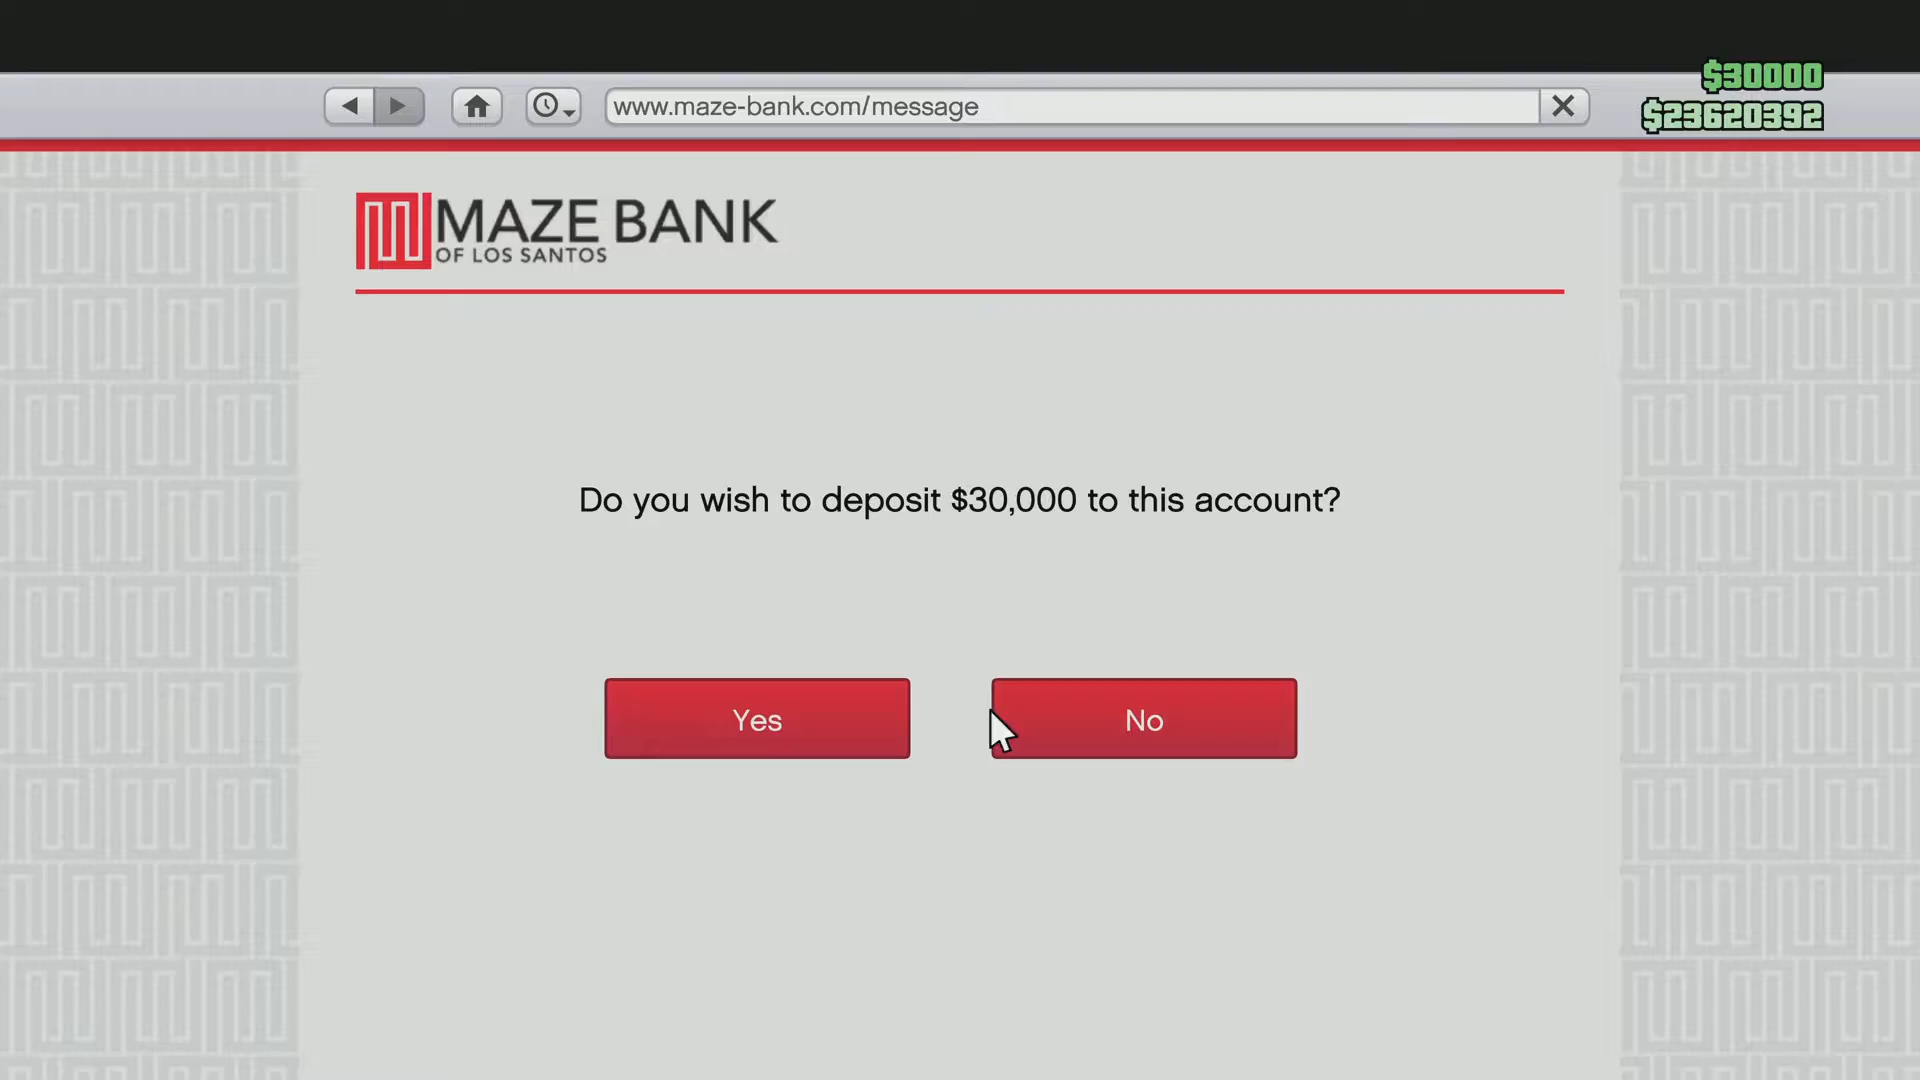 $30000
www.maze-bank.com/message
$23620392
MAZE BANK
OF LOS SANTOS
Do you wish to deposit $30,000 to this account?
Yes
No